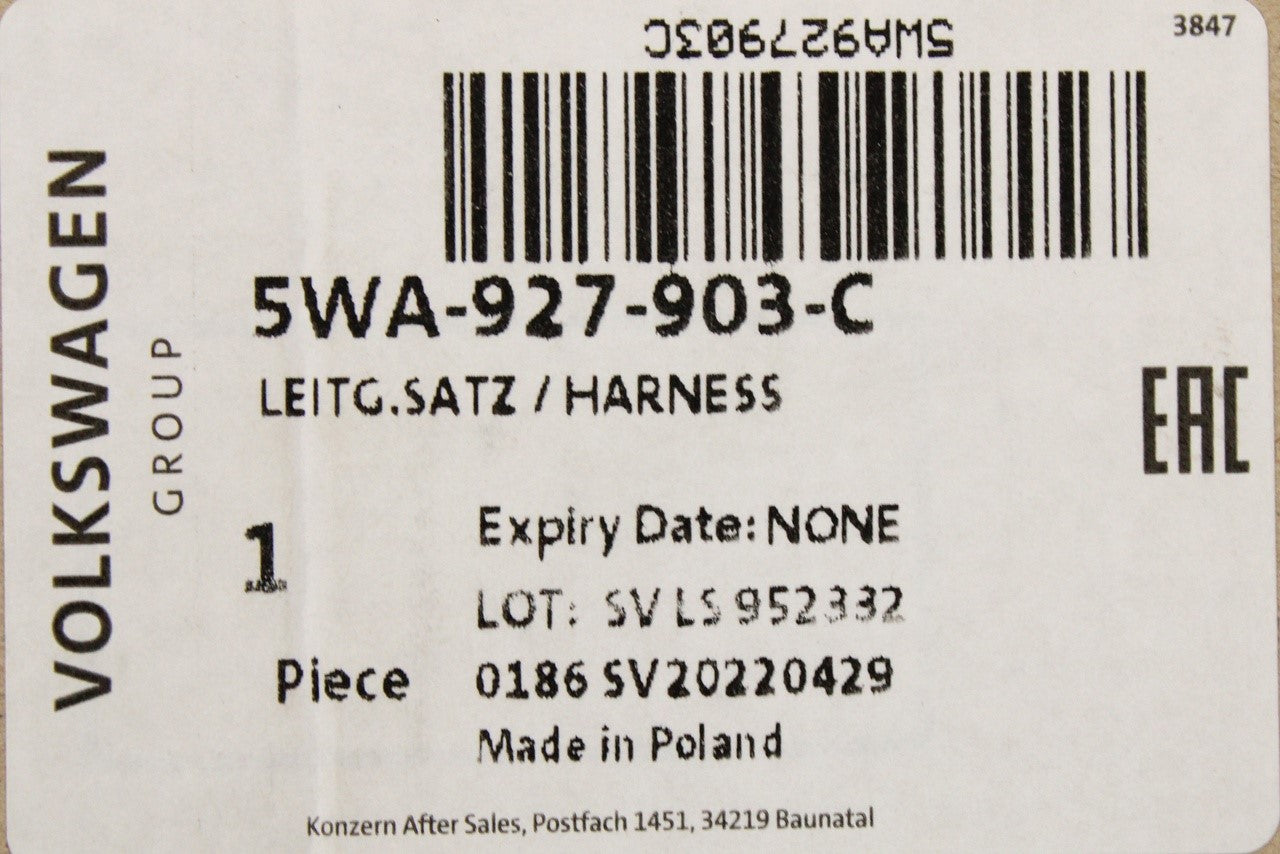 5WA927903C
3847
VOLKSWAGEN
GROUP
5WA-927-903-C
LEITG.SATZ / HARNESS
EAC
1
Expiry Date: NONE
LOT: SV LS 952332
Piece
0186 SV20220429
Made in Poland
Konzern After Sales, Postfach 1451, 34219 Baunatal